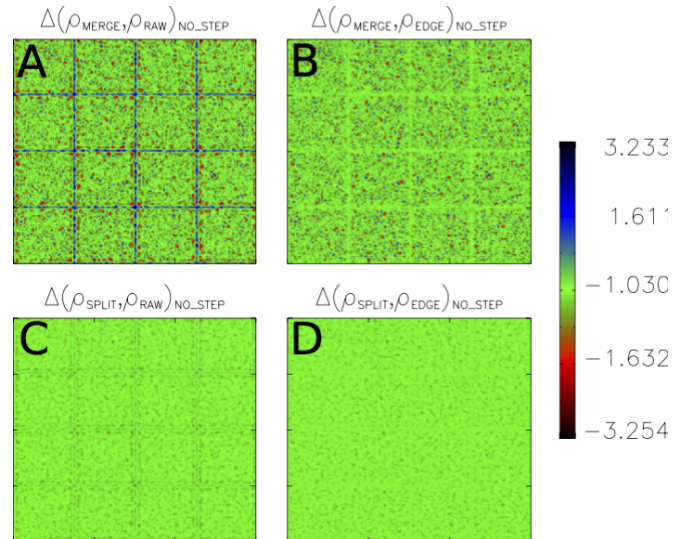 Δ(ρMERGE,ρRAW)NO_STEP
Δ(ρMERGE,ρEDGE)NO_STEP
A
B
3.233
1.611
−1.030
−1.632
−3.254
Δ(ρSPLIT,ρRAW)NO_STEP
Δ(ρSPLIT,ρEDGE)NO_STEP
C
D